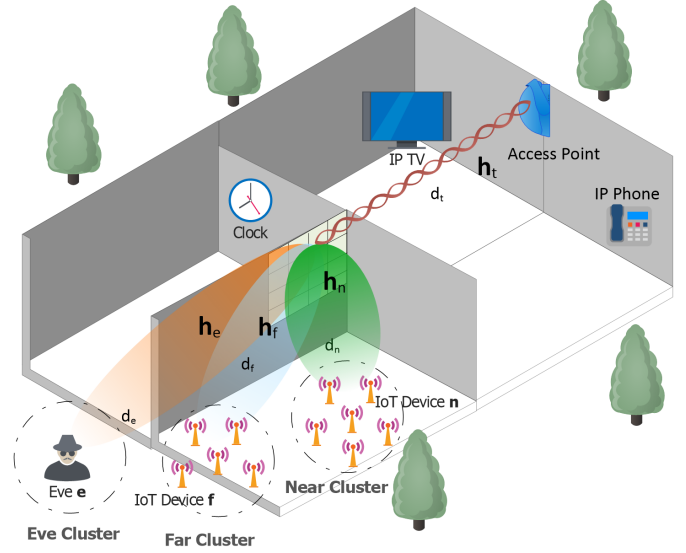 IP TV
Access Point
h_t
d_t
IP Phone
Clock
h_n
h_e
h_f
d_n
d_f
IoT Device n
d_e
Eve e
IoT Device f
Near Cluster
Eve Cluster
Far Cluster